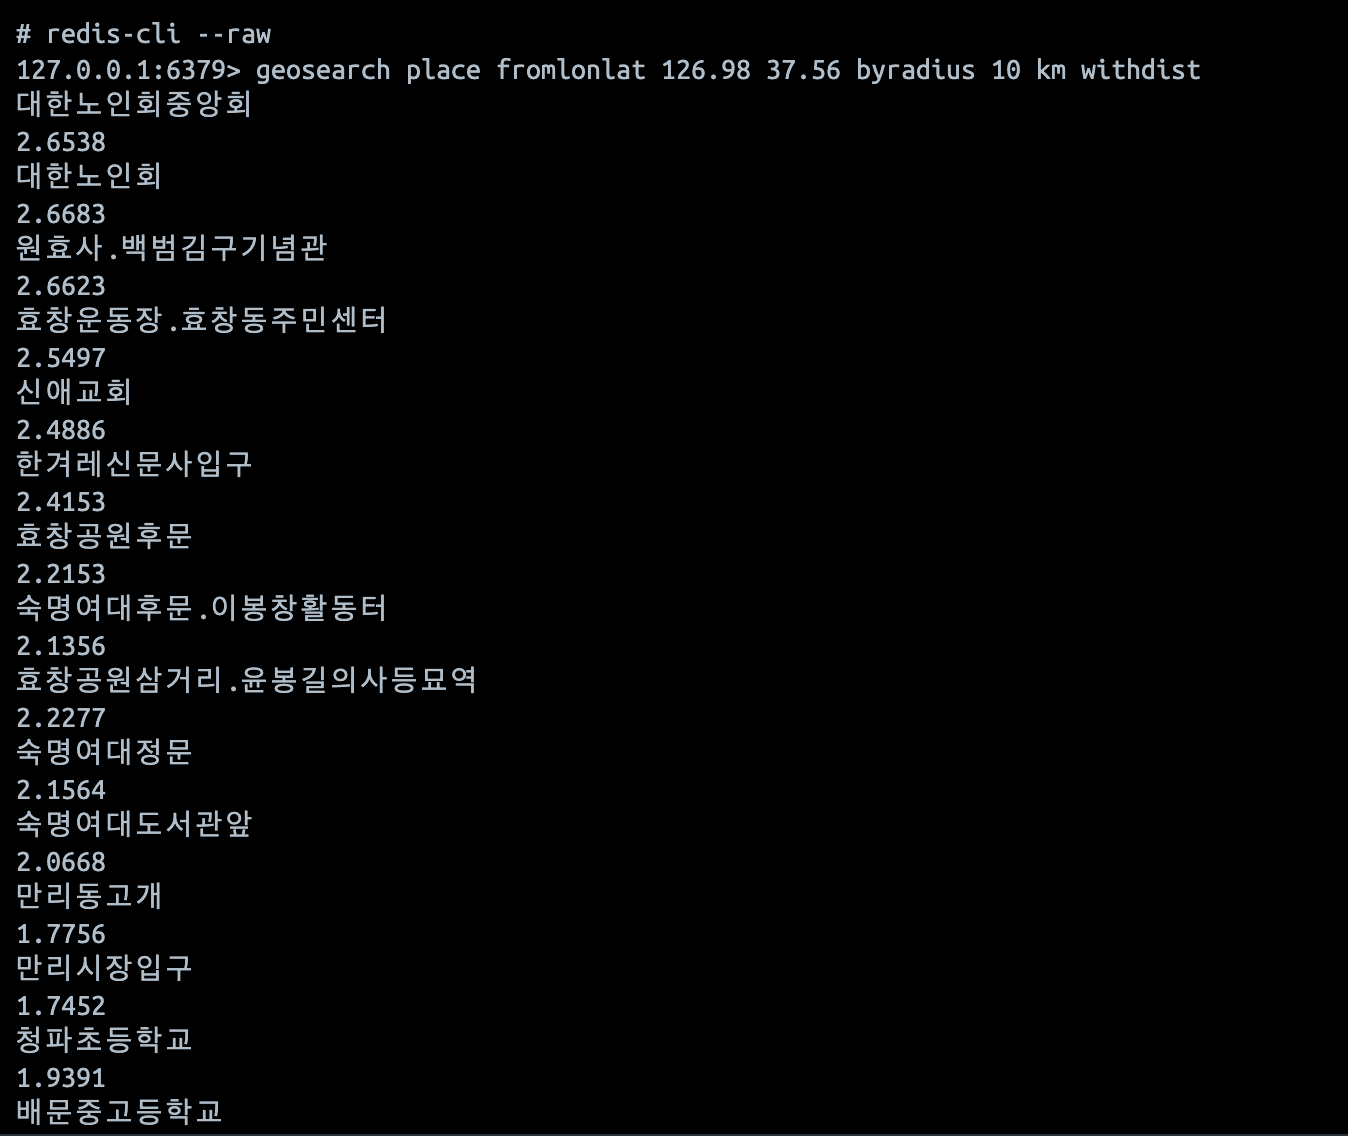 # redis-cli --raw
127.0.0.1:6379> geosearch place fromlonlat 126.98 37.56 byradius 10 km withdist
대한노인회중앙회
2.6538
대한노인회
2.6683
원효사.백범김구기념관
2.6623
효창운동장.효창동주민센터
2.5497
신애교회
2.4886
한겨레신문사입구
2.4153
효창공원후문
2.2153
숙명여대후문.이봉창활동터
2.1356
효창공원삼거리.윤봉길의사등묘역
2.2277
숙명여대정문
2.1564
숙명여대도서관앞
2.0668
만리동고개
1.7756
만리시장입구
1.7452
청파초등학교
1.9391
배문중고등학교